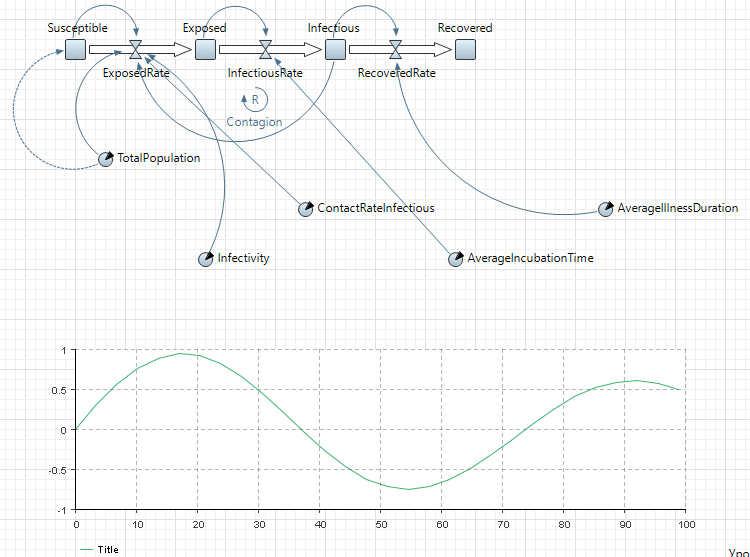 Susceptible Exposed Infectious Recovered
ExposedRate InfectiousRate RecoveredRate
R
Contagion
TotalPopulation
ContactRateInfectious AverageIllnessDuration
Infectivity AverageIncubationTime
1
0.5
0
-0.5
-1
0 10 20 30 40 50 60 70 80 90 100
Title
Уро